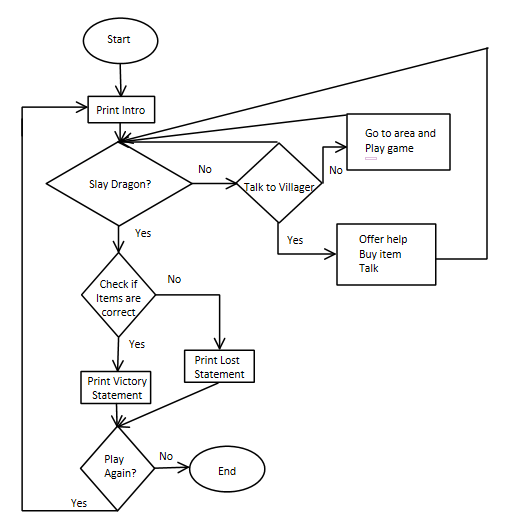 Start
Print Intro
Go to area and
Play game
Slay Dragon?
No
Talk to Villager
No
Yes
Yes
Offer help
Buy item
Talk
Check if
Items are
correct
No
Yes
Print Lost
Statement
Print Victory
Statement
Play
Again?
No
End
Yes